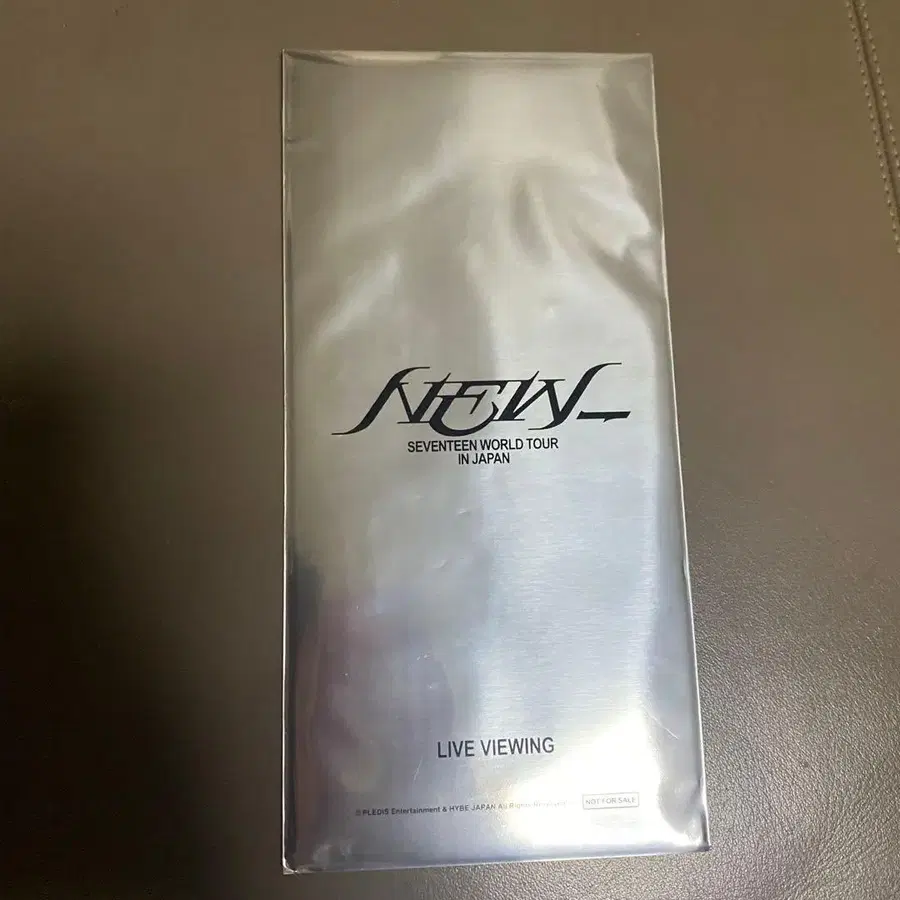 NEW_
SEVENTEEN WORLD TOUR
IN JAPAN
LIVE VIEWING
© PLEDIS Entertainment & HYBE JAPAN All Rights Reserved
NOT FOR SALE